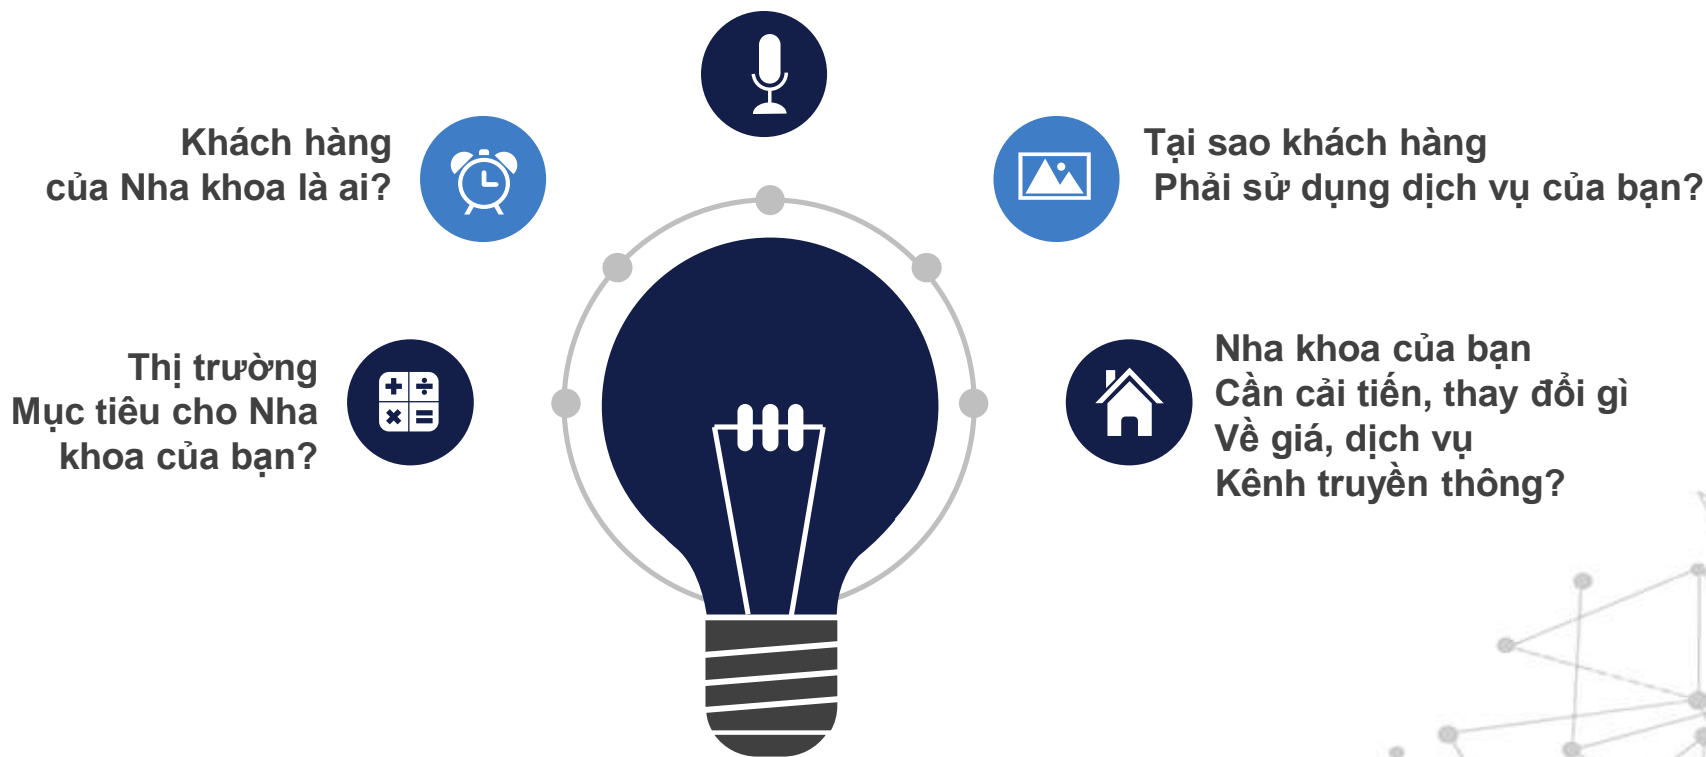 Khách hàng
của Nha khoa là ai?
Tại sao khách hàng
Phải sử dụng dịch vụ của bạn?
Thị trường
Mục tiêu cho Nha
khoa của bạn?
Nha khoa của bạn
Cần cải tiến, thay đổi gì
Về giá, dịch vụ
Kênh truyền thông?